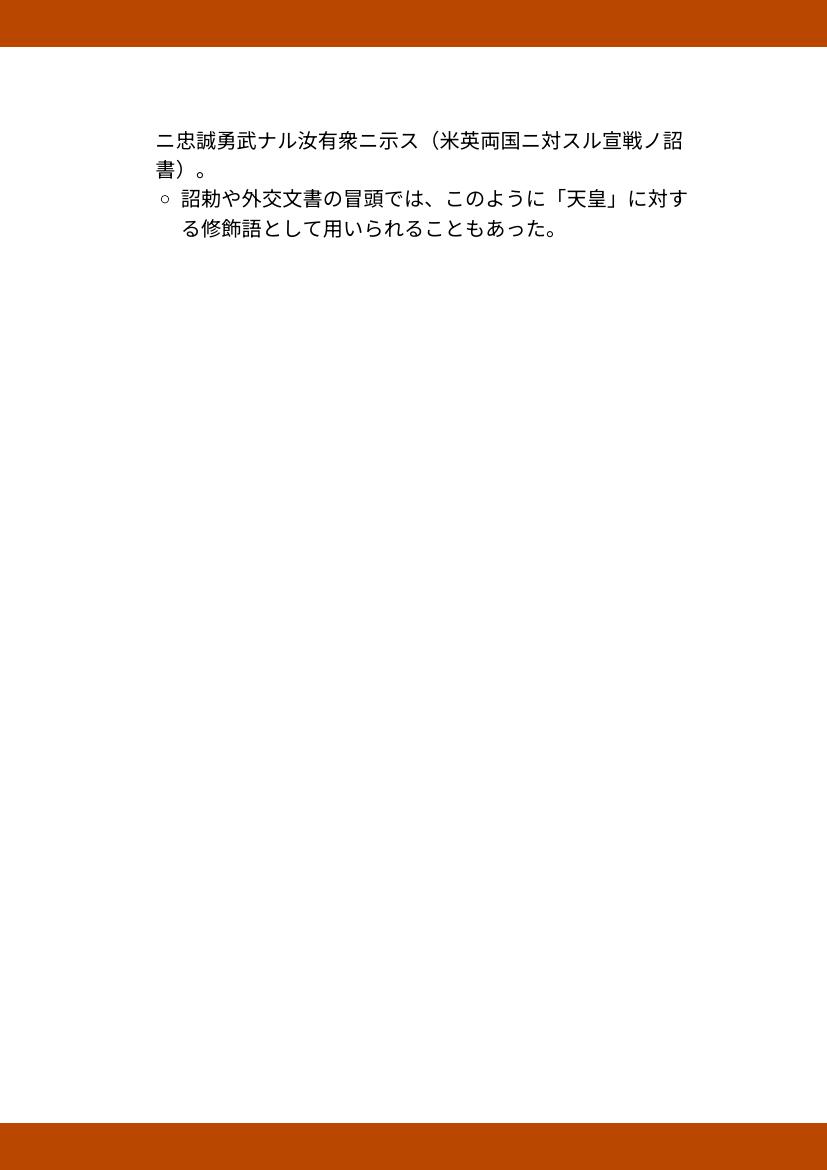 ニ忠誠勇武ナル汝有衆ニ示ス（米英両国ニ対スル宣戦ノ詔
書）。
○ 詔勅や外交文書の冒頭では、このように「天皇」に対す
る修飾語として用いられることもあった。